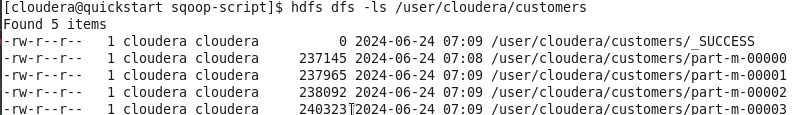 [cloudera@quickstart sqoop-script]$ hdfs dfs -ls /user/cloudera/customers
Found 5 items
-rw-r--r--   1 cloudera cloudera          0 2024-06-24 07:09 /user/cloudera/customers/_SUCCESS
-rw-r--r--   1 cloudera cloudera     237145 2024-06-24 07:08 /user/cloudera/customers/part-m-00000
-rw-r--r--   1 cloudera cloudera     237965 2024-06-24 07:09 /user/cloudera/customers/part-m-00001
-rw-r--r--   1 cloudera cloudera     238092 2024-06-24 07:09 /user/cloudera/customers/part-m-00002
-rw-r--r--   1 cloudera cloudera     240323 2024-06-24 07:09 /user/cloudera/customers/part-m-00003